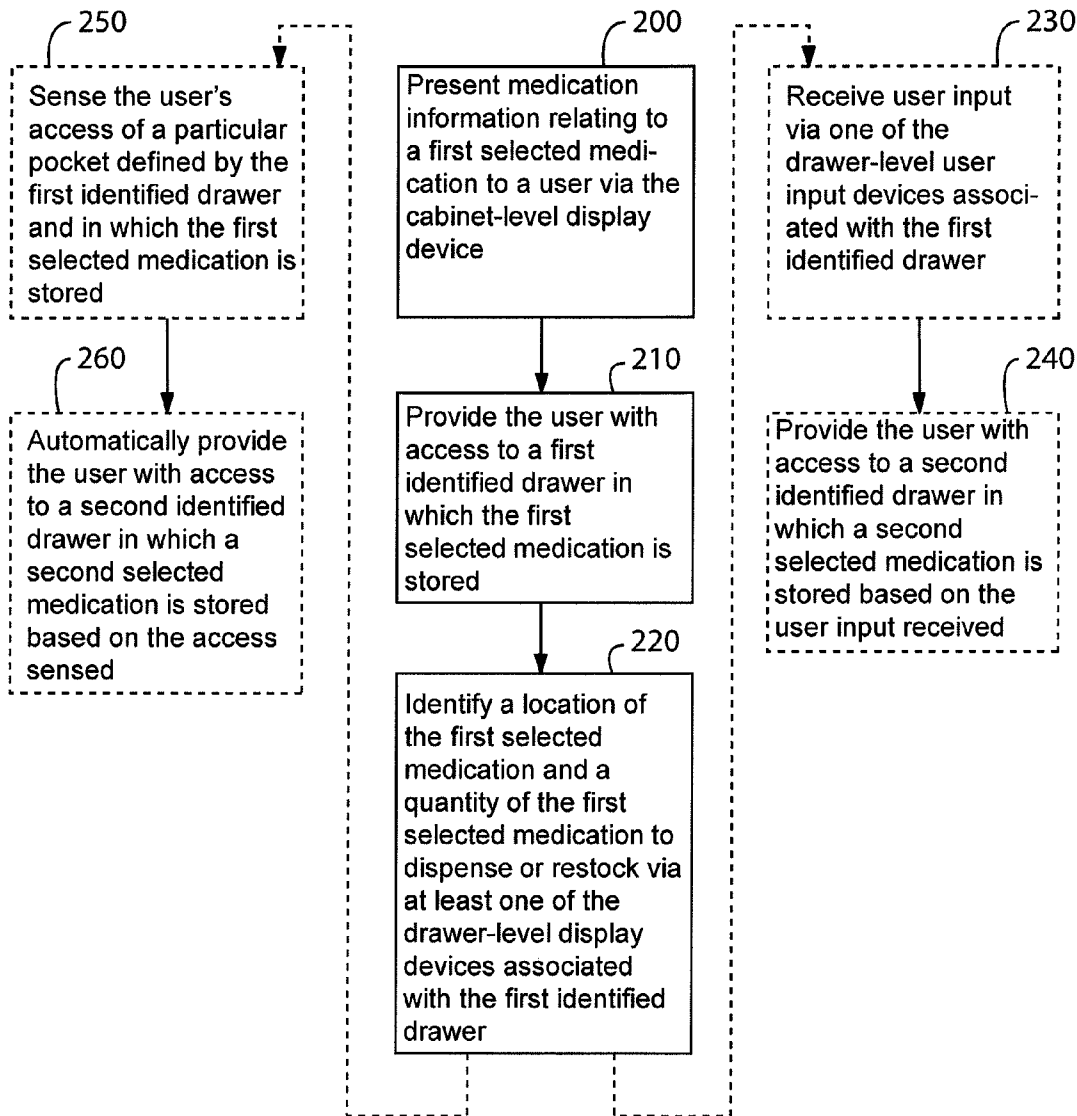 250
Sense the user's
access of a particular
pocket defined by the
first identified drawer
and in which the first
selected medication is
stored
260
Automatically provide
the user with access
to a second identified
drawer in which a
second selected
medication is stored
based on the access
sensed
200
Present medication
information relating to
a first selected medi-
cation to a user via the
cabinet-level display
device
210
Provide the user with
access to a first
identified drawer in
which the first
selected medication is
stored
220
Identify a location of
the first selected
medication and a
quantity of the first
selected medication to
dispense or restock via
at least one of the
drawer-level display
devices associated
with the first identified
drawer
230
Receive user input
via one of the
drawer-level user
input devices associ-
ated with the first
identified drawer
240
Provide the user with
access to a second
identified drawer in
which a second
selected medication is
stored based on the
user input received